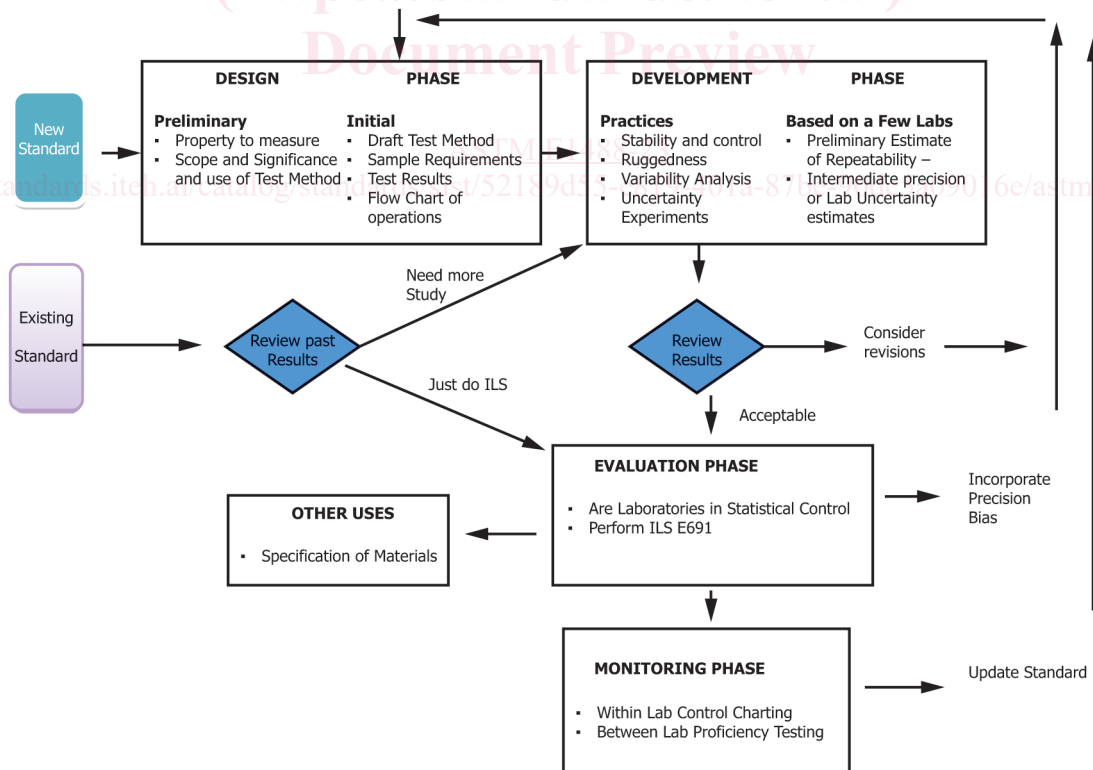 Document Preview
DESIGN PHASE
Preliminary
▪ Property to measure
▪ Scope and Significance
and use of Test Method
Initial
▪ Draft Test Method
▪ Sample Requirements
▪ Test Results
▪ Flow Chart of
operations
DEVELOPMENT PHASE
Practices
▪ Stability and control
▪ Ruggedness
▪ Variability Analysis
▪ Uncertainty
Experiments
Based on a Few Labs
▪ Preliminary Estimate
of Repeatability –
▪ Intermediate precision
or Lab Uncertainty
estimates
New
Standard
Existing
Standard
Review past
Results
Need more
Study
Just do ILS
Review
Results
Consider
revisions
Acceptable
EVALUATION PHASE
▪ Are Laboratories in Statistical Control
▪ Perform ILS E691
Incorporate
Precision
Bias
OTHER USES
▪ Specification of Materials
MONITORING PHASE
▪ Within Lab Control Charting
▪ Between Lab Proficiency Testing
Update Standard